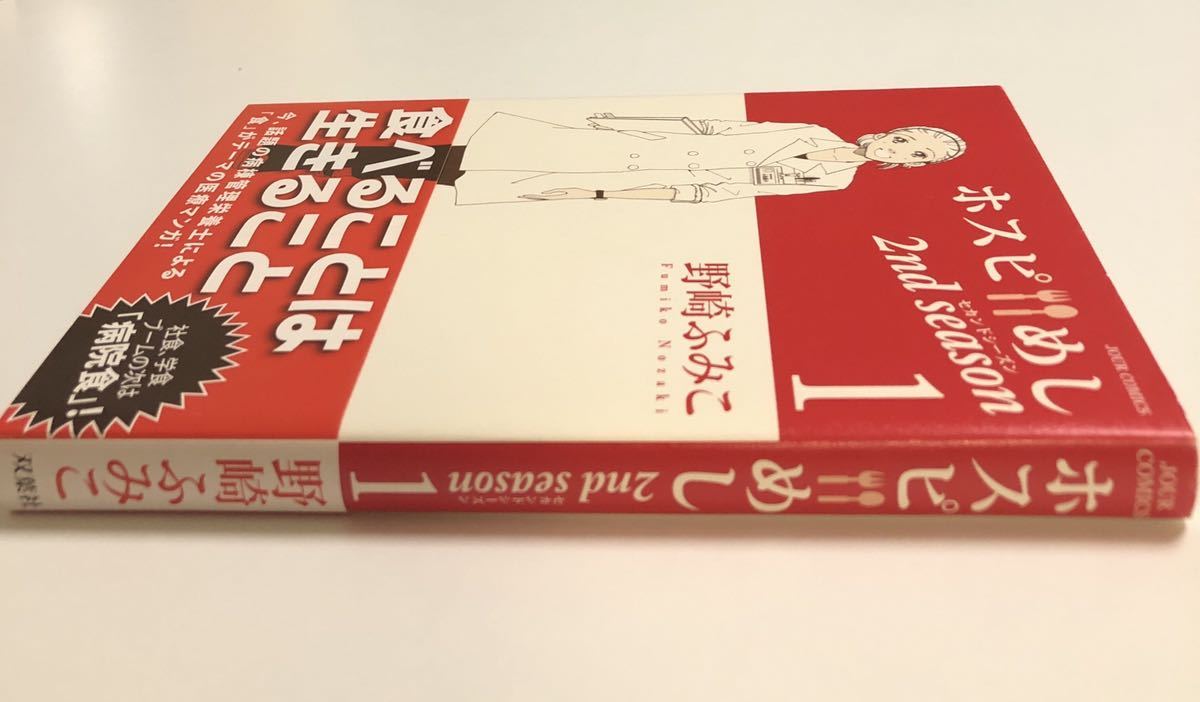 JOUR COMICS
ホスピめし
2nd season
セカンドシーズン
1
野崎ふみこ
Fumiko Nozaki
食べることは
生きること
今、話題の病棟管理栄養士による
「食」がテーマの医療マンガ!
社食、学食
ブームの次は
「病院食」!
JOUR
COMICS
ホスピめし
2nd season
セカンドシーズン
1
野崎ふみこ
双葉社